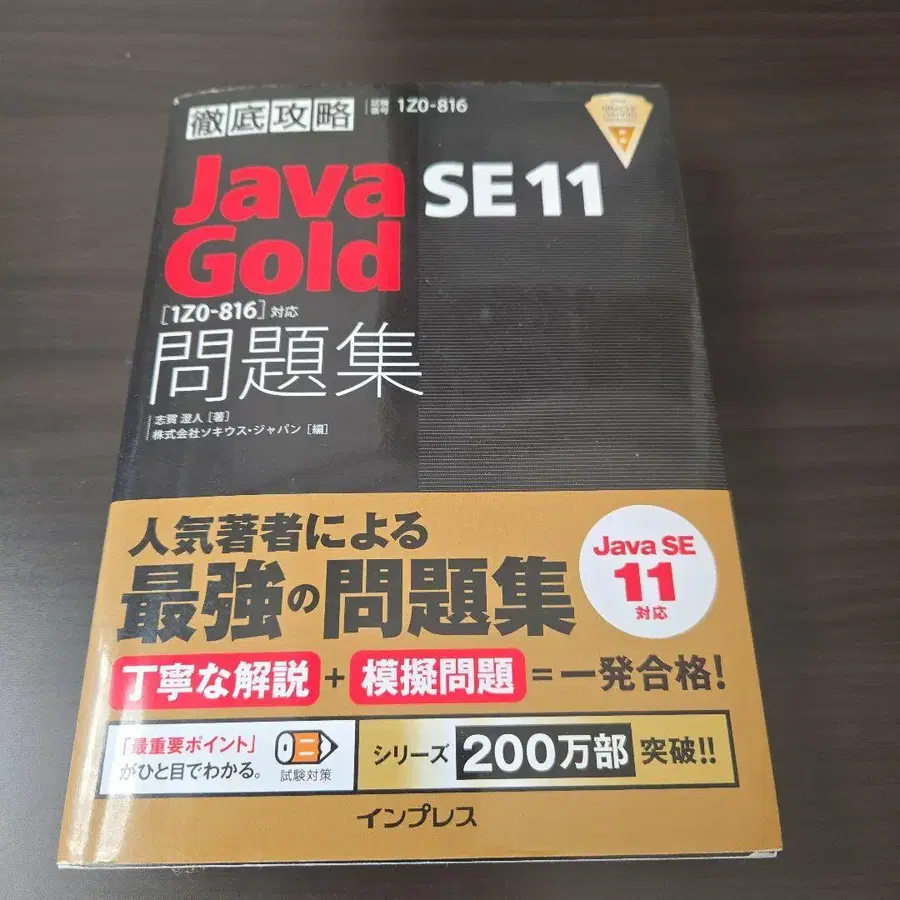 徹底攻略 試験番号 1Z0-816
Java SE 11
Gold
[1Z0-816] 対応
問題集
志賀 澄人 [著]
株式会社ソキウス・ジャパン [編]
人気著者による
最強の問題集
Java SE
11
対応
丁寧な解説 + 模擬問題 = 一発合格!
「最重要ポイント」
がひと目でわかる。
試験対策
シリーズ 200万部 突破!!
インプレス